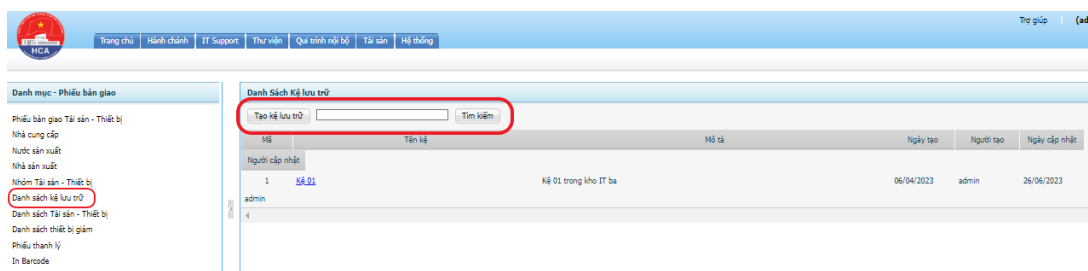 Trợ giúp (ad
HCA
Trang chủ Hành chánh IT Support Thư viện Qui trình nội bộ Tài sản Hệ thống
Danh mục - Phiếu bàn giao
Phiếu bàn giao Tài sản - Thiết bị
Nhà cung cấp
Nước sản xuất
Nhà sản xuất
Nhóm Tài sản - Thiết bị
Danh sách kệ lưu trữ
Danh sách Tài sản - Thiết bị
Danh sách thiết bị giảm
Phiếu thanh lý
In Barcode
Danh Sách Kệ lưu trữ
Tạo kệ lưu trữ Tìm kiếm
Mã Tên kệ Mô tả Ngày tạo Người tạo Ngày cập nhật
Người cập nhật
1 Kệ 01 Kệ 01 trong kho IT ba 06/04/2023 admin 26/06/2023
admin